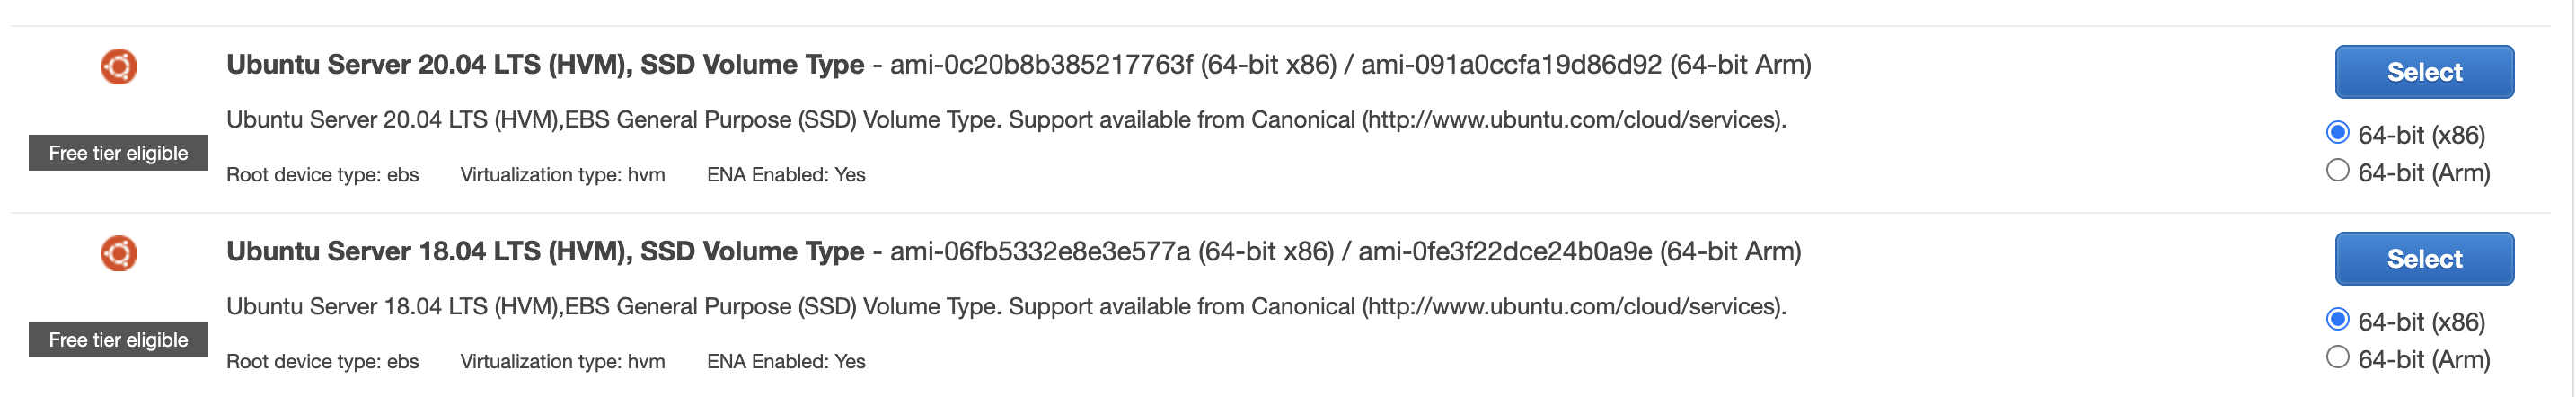 Ubuntu Server 20.04 LTS (HVM), SSD Volume Type - ami-0c20b8b385217763f (64-bit x86) / ami-091a0ccfa19d86d92 (64-bit Arm)
Select
Ubuntu Server 20.04 LTS (HVM),EBS General Purpose (SSD) Volume Type. Support available from Canonical (http://www.ubuntu.com/cloud/services).
64-bit (x86)
Free tier eligible
Root device type: ebs Virtualization type: hvm ENA Enabled: Yes
64-bit (Arm)
Ubuntu Server 18.04 LTS (HVM), SSD Volume Type - ami-06fb5332e8e3e577a (64-bit x86) / ami-0fe3f22dce24b0a9e (64-bit Arm)
Select
Ubuntu Server 18.04 LTS (HVM),EBS General Purpose (SSD) Volume Type. Support available from Canonical (http://www.ubuntu.com/cloud/services).
64-bit (x86)
Free tier eligible
Root device type: ebs Virtualization type: hvm ENA Enabled: Yes
64-bit (Arm)